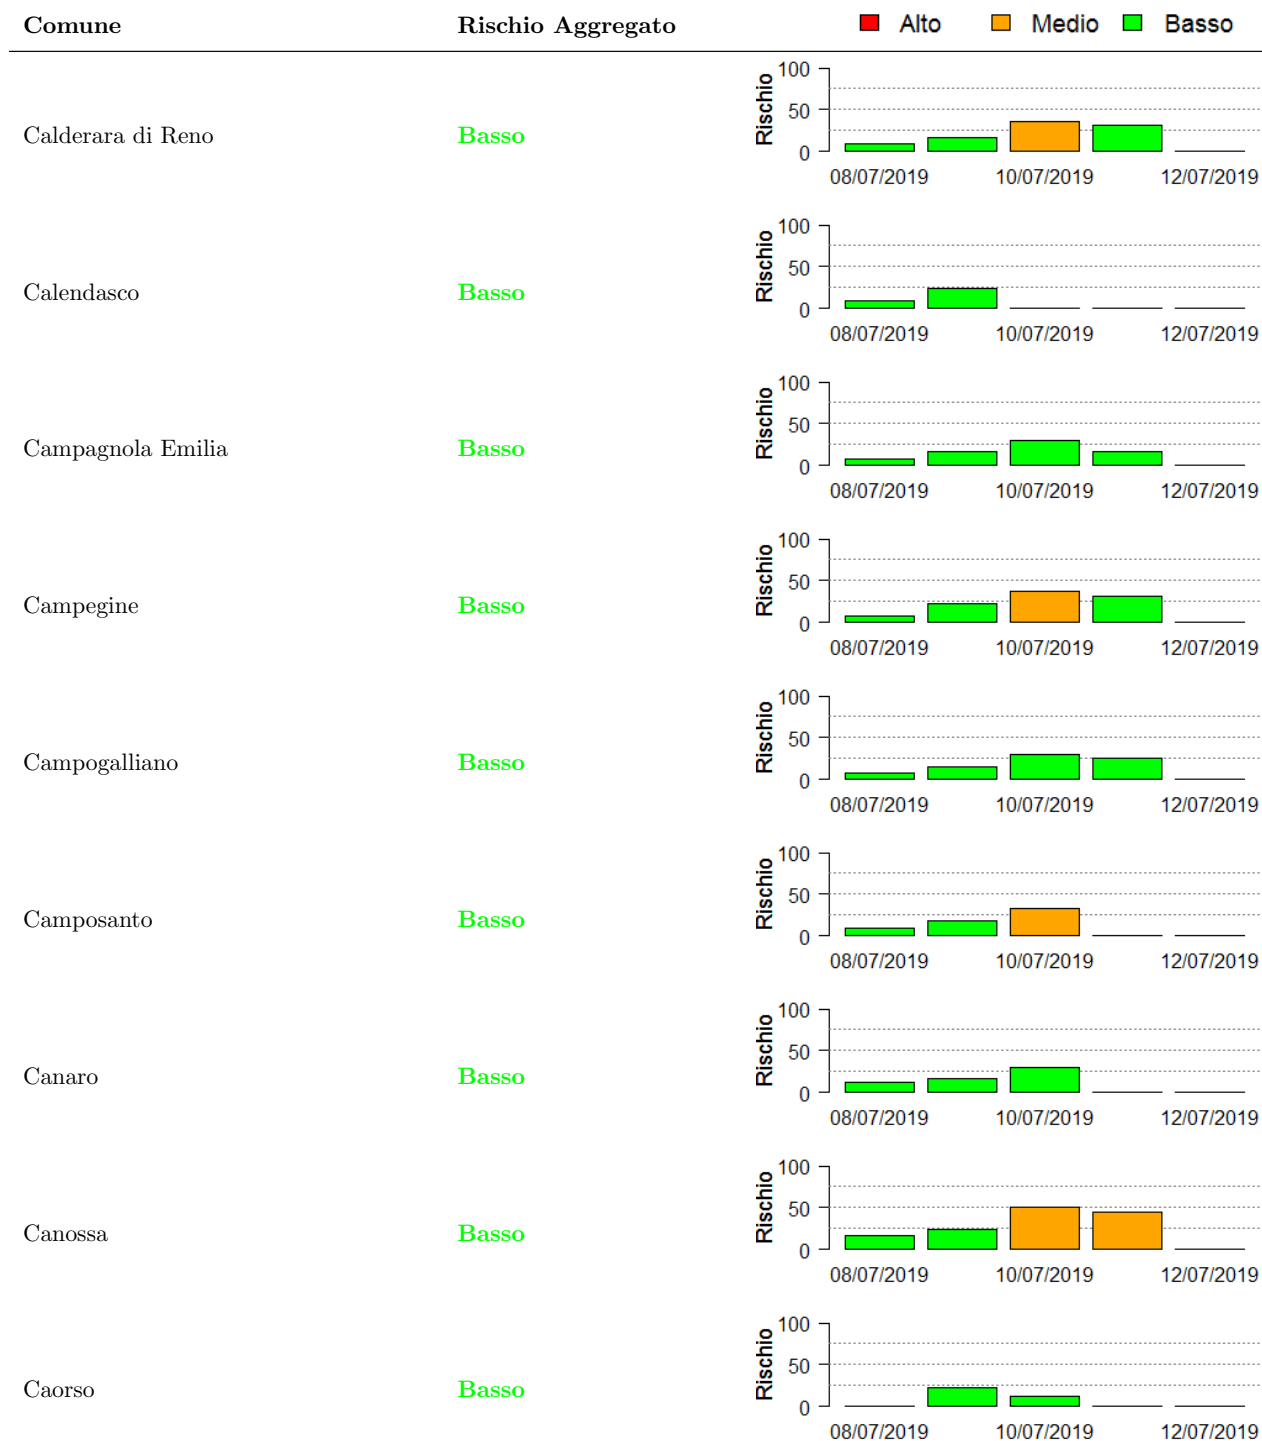 Comune Rischio Aggregato Alto Medio Basso
Calderara di Reno Basso
Rischio
100
50
0
08/07/2019 10/07/2019 12/07/2019
Calendasco Basso
Rischio
100
50
0
08/07/2019 10/07/2019 12/07/2019
Campagnola Emilia Basso
Rischio
100
50
0
08/07/2019 10/07/2019 12/07/2019
Campegine Basso
Rischio
100
50
0
08/07/2019 10/07/2019 12/07/2019
Campogalliano Basso
Rischio
100
50
0
08/07/2019 10/07/2019 12/07/2019
Camposanto Basso
Rischio
100
50
0
08/07/2019 10/07/2019 12/07/2019
Canaro Basso
Rischio
100
50
0
08/07/2019 10/07/2019 12/07/2019
Canossa Basso
Rischio
100
50
0
08/07/2019 10/07/2019 12/07/2019
Caorso Basso
Rischio
100
50
0
08/07/2019 10/07/2019 12/07/2019